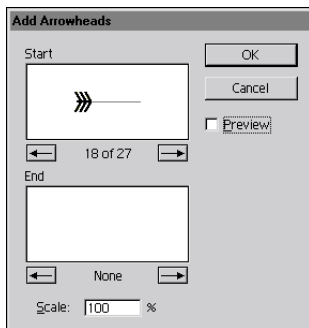 Add Arrowheads
Start
OK
Cancel
Preview
18 of 27
End
None
Scale: 100 %